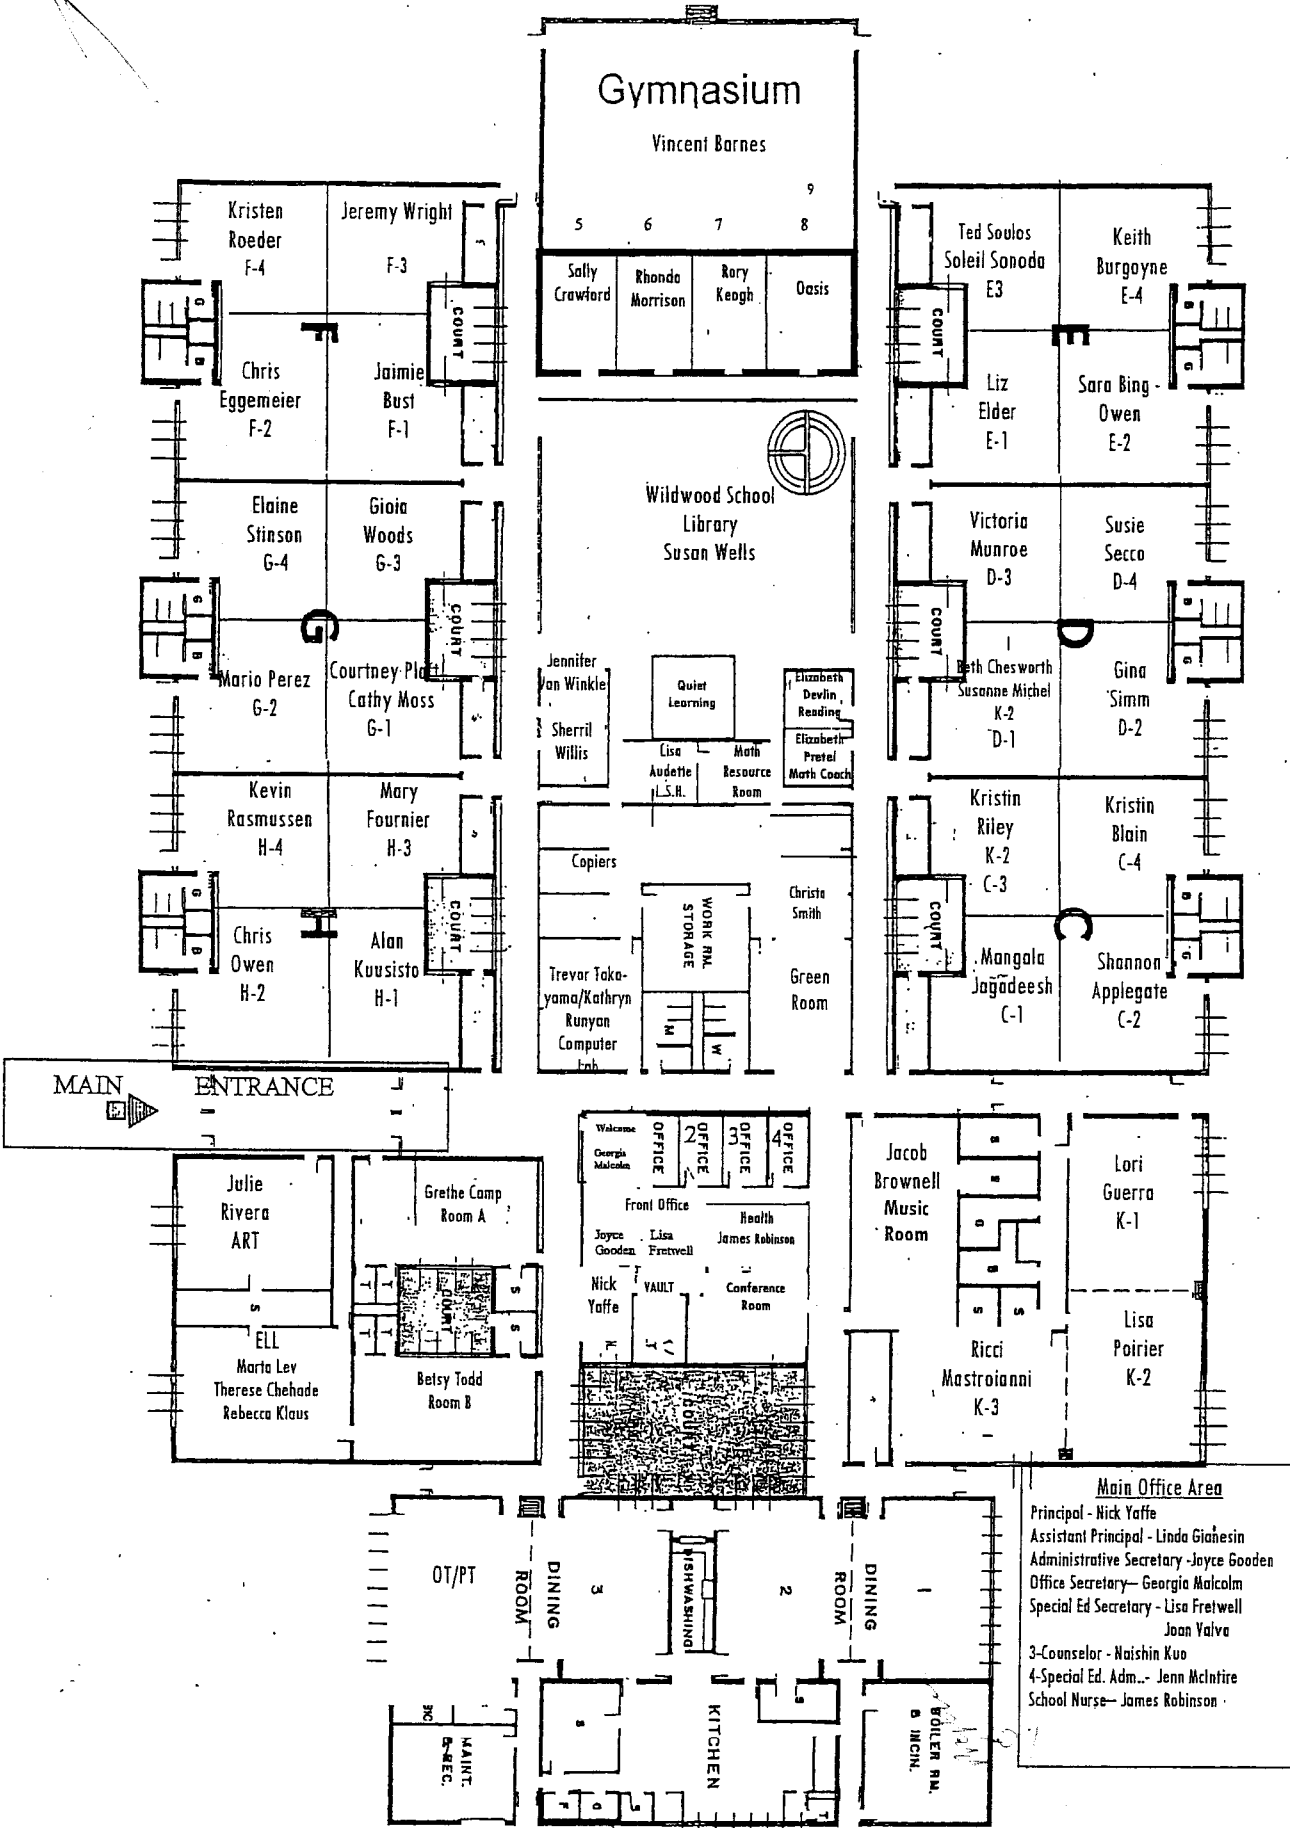 Gymnasium
Vincent Barnes
9
5 6 7 8
Sally
Crawford
Rhonda
Morrison
Rory
Keogh
Oasis
Kristen
Roeder
F-4
Jeremy Wright
F-3
G
B
F
COURT
Chris
Eggemeier
F-2
Jaimie
Bust
F-1
Ted Soulos
Soleil Sonoda
E3
Keith
Burgoyne
E-4
COURT
E
B
G
Liz
Elder
E-1
Sara Bing -
Owen
E-2
Wildwood School
Library
Susan Wells
Elaine
Stinson
G-4
Gioia
Woods
G-3
G
B
G
COURT
Mario Perez
G-2
Courtney Platt
Cathy Moss
G-1
Victoria
Munroe
D-3
Susie
Secco
D-4
COURT
D
B
G
Beth Chesworth
Susanne Michel
K-2
D-1
Gina
Simm
D-2
Jennifer
Van Winkle
Sherril
Willis
Quiet
Learning
Elizabeth
Devlin
Reading
Elizabeth
Pretel
Math Coach
Lisa
Audette
L.S.H.
Math
Resource
Room
Kevin
Rasmussen
H-4
Mary
Fournier
H-3
G
B
H
COURT
Chris
Owen
H-2
Alan
Kuusisto
H-1
Copiers
WORK RM.
STORAGE
Christa
Smith
Trevor Taka-
yama/Kathryn
Runyan
Computer
Lab
M
W
Green
Room
Kristin
Riley
K-2
C-3
Kristin
Blain
C-4
COURT
C
B
G
Mangala
Jagadeesh
C-1
Shannon
Applegate
C-2
MAIN ENTRANCE
Julie
Rivera
ART
S
ELL
Marta Lev
Therese Chehade
Rebecca Klaus
Grethe Camp
Room A
T
T
T
T
COURT
S
S
Betsy Todd
Room B
Welcome
Georgia
Malcolm
OFFICE
2 OFFICE
3 OFFICE
4 OFFICE
Front Office
Joyce
Gooden
Lisa
Fretwell
Health
James Robinson
Nick
Yaffe
VAULT
Conference
Room
COURT
Jacob
Brownell
Music
Room
S
G
B
S
S
Lori
Guerra
K-1
Ricci
Mastroianni
K-3
Lisa
Poirier
K-2
OT/PT
DINING
ROOM
3
DISHWASHING
2
DINING
ROOM
1
MAINT.
& REC.
S
KITCHEN
S
BOILER RM.
& INCIN.
F
S
T
Main Office Area
Principal - Nick Yaffe
Assistant Principal - Linda Gianesin
Administrative Secretary -Joyce Gooden
Office Secretary— Georgia Malcolm
Special Ed Secretary - Lisa Fretwell
Joan Valva
3-Counselor - Naishin Kuo
4-Special Ed. Adm..- Jenn McIntire
School Nurse— James Robinson